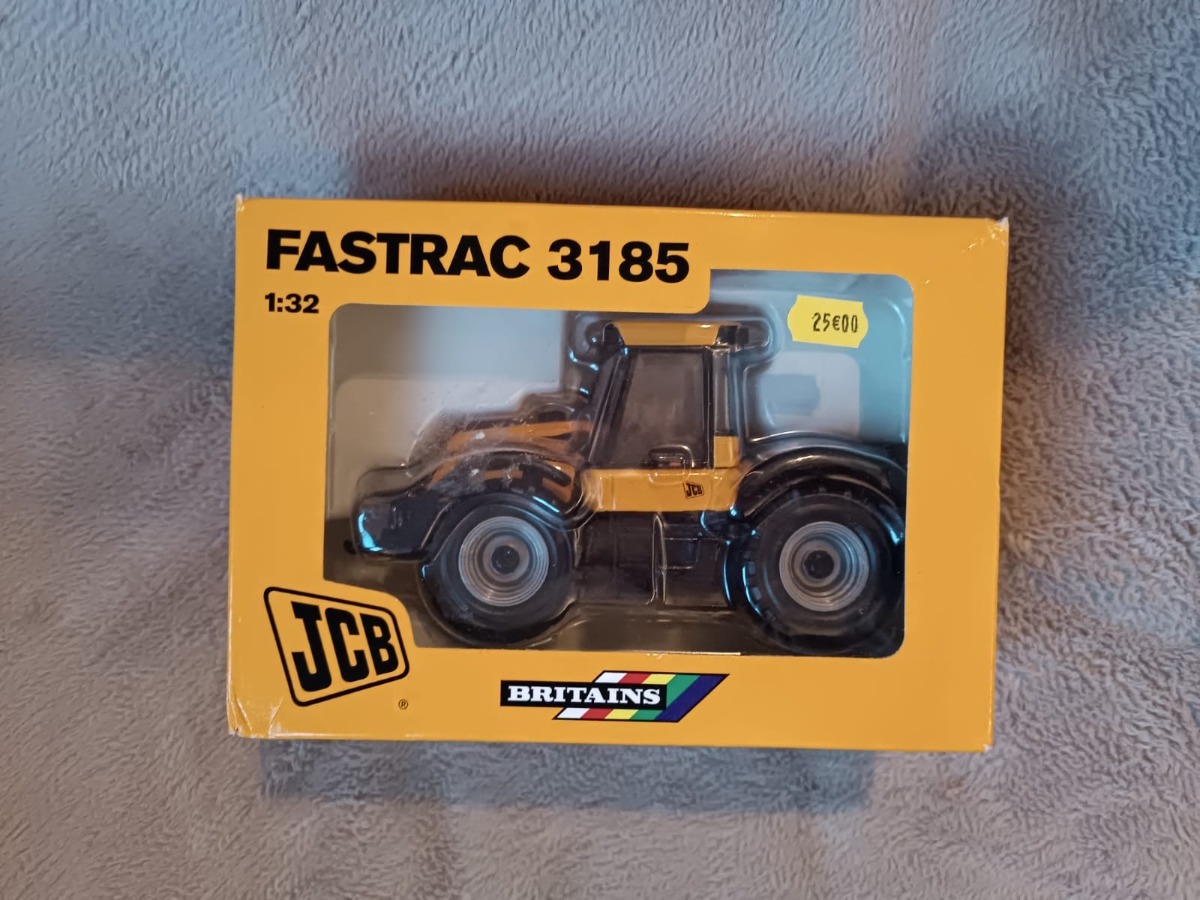 FASTRAC 3185
1:32
25€00
JCB
JCB
®
BRITAINS